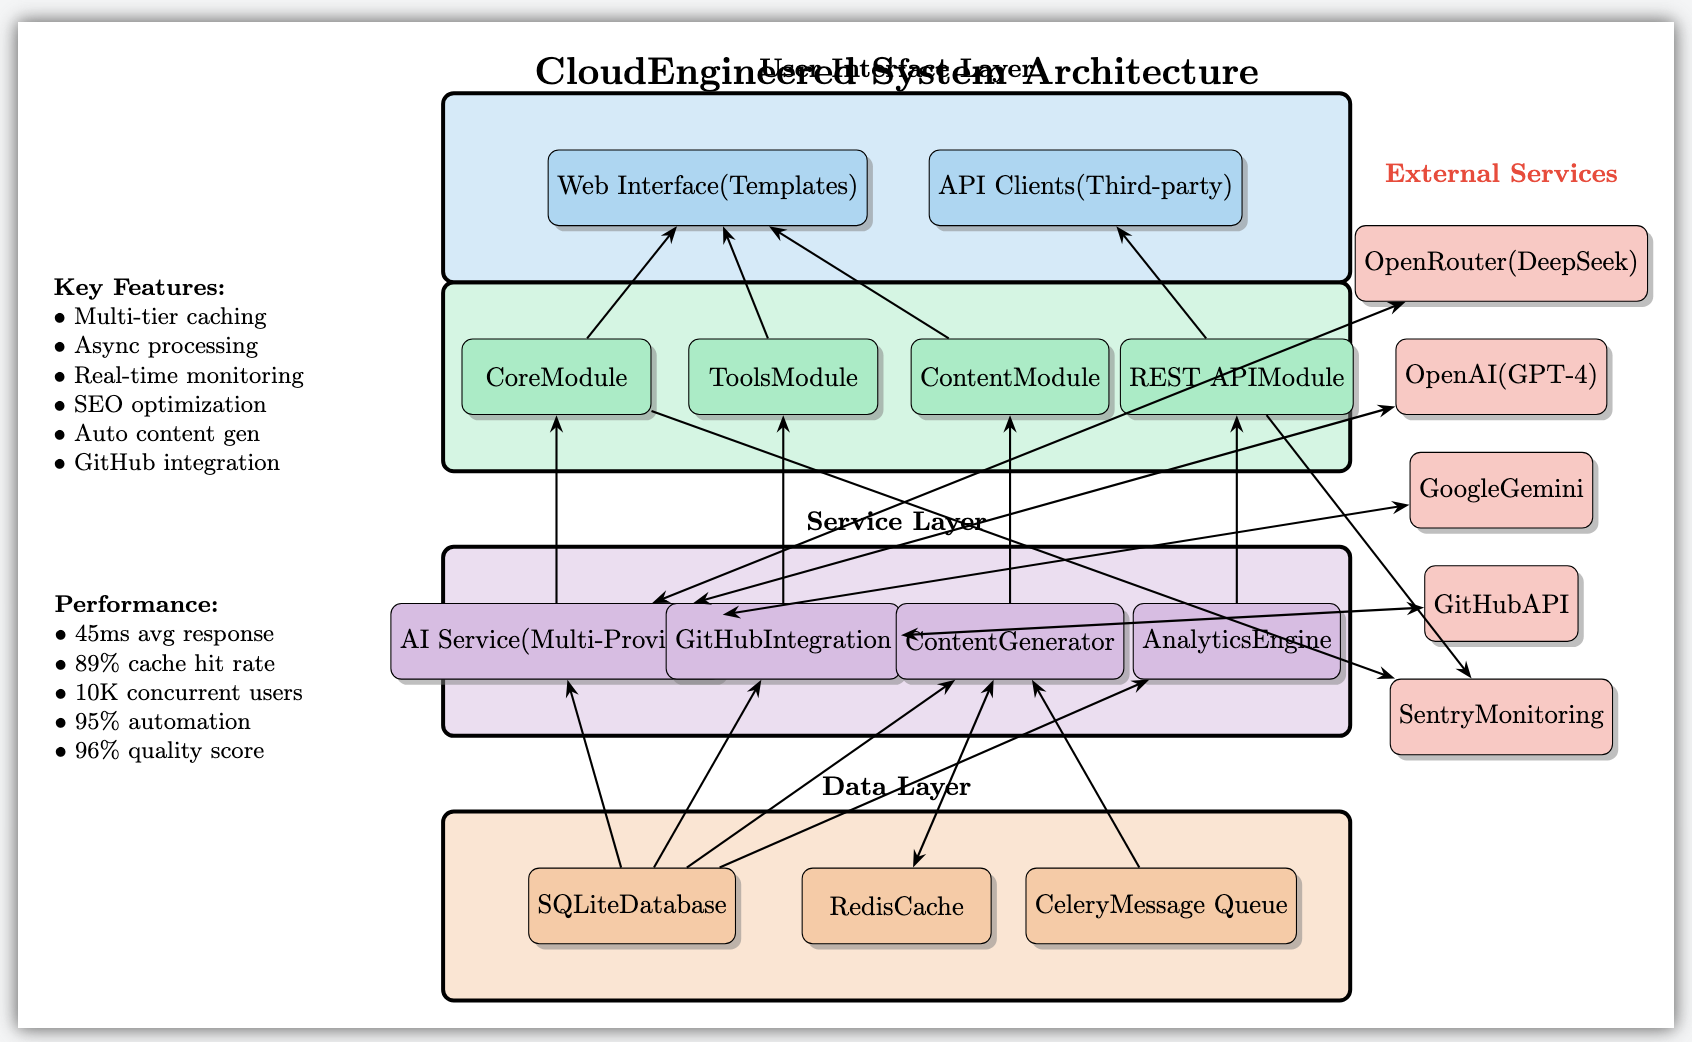 CloudEngineered System Architecture
User Interface Layer
Web Interface(Templates)
API Clients(Third-party)
External Services
OpenRouter(DeepSeek)
OpenAI(GPT-4)
GoogleGemini
GitHubAPI
SentryMonitoring
Key Features:
• Multi-tier caching
• Async processing
• Real-time monitoring
• SEO optimization
• Auto content gen
• GitHub integration
CoreModule
ToolsModule
ContentModule
REST APIModule
Service Layer
AI Service(Multi-Provi
GitHubIntegration
ContentGenerator
AnalyticsEngine
Performance:
• 45ms avg response
• 89% cache hit rate
• 10K concurrent users
• 95% automation
• 96% quality score
Data Layer
SQLiteDatabase
RedisCache
CeleryMessage Queue